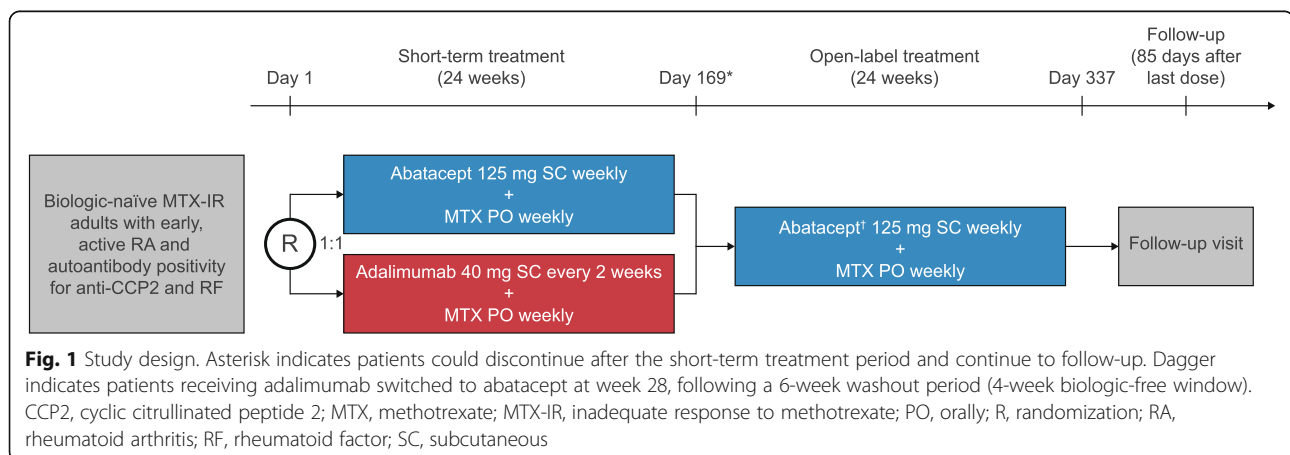 Short-term treatment
(24 weeks)
Open-label treatment
(24 weeks)
Follow-up
(85 days after
last dose)
Day 1
Day 169*
Day 337
Biologic-naïve MTX-IR
adults with early,
active RA and
autoantibody positivity
for anti-CCP2 and RF
R
1:1
Abatacept 125 mg SC weekly
+
MTX PO weekly
Adalimumab 40 mg SC every 2 weeks
+
MTX PO weekly
Abatacept† 125 mg SC weekly
+
MTX PO weekly
Follow-up visit
Fig. 1 Study design. Asterisk indicates patients could discontinue after the short-term treatment period and continue to follow-up. Dagger
indicates patients receiving adalimumab switched to abatacept at week 28, following a 6-week washout period (4-week biologic-free window).
CCP2, cyclic citrullinated peptide 2; MTX, methotrexate; MTX-IR, inadequate response to methotrexate; PO, orally; R, randomization; RA,
rheumatoid arthritis; RF, rheumatoid factor; SC, subcutaneous